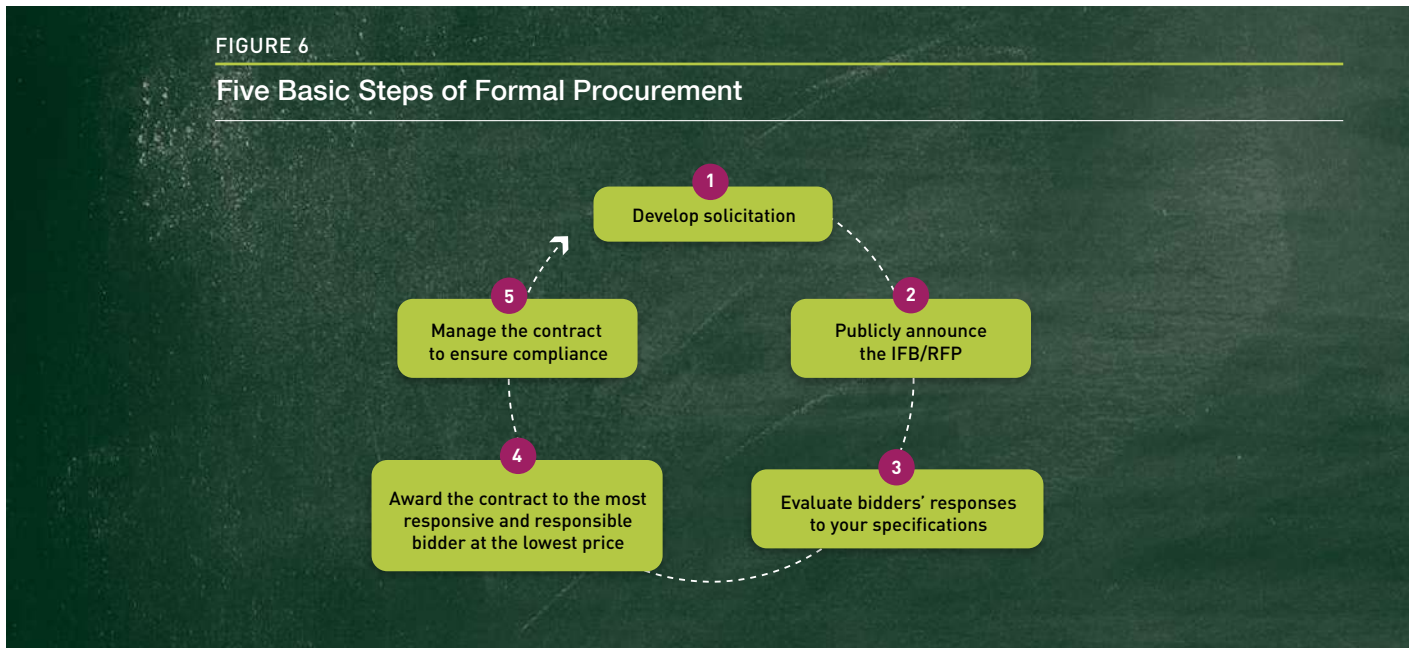 FIGURE 6
Five Basic Steps of Formal Procurement
1
Develop solicitation
2
Publicly announce
the IFB/RFP
3
Evaluate bidders’ responses
to your specifications
4
Award the contract to the most
responsive and responsible
bidder at the lowest price
5
Manage the contract
to ensure compliance